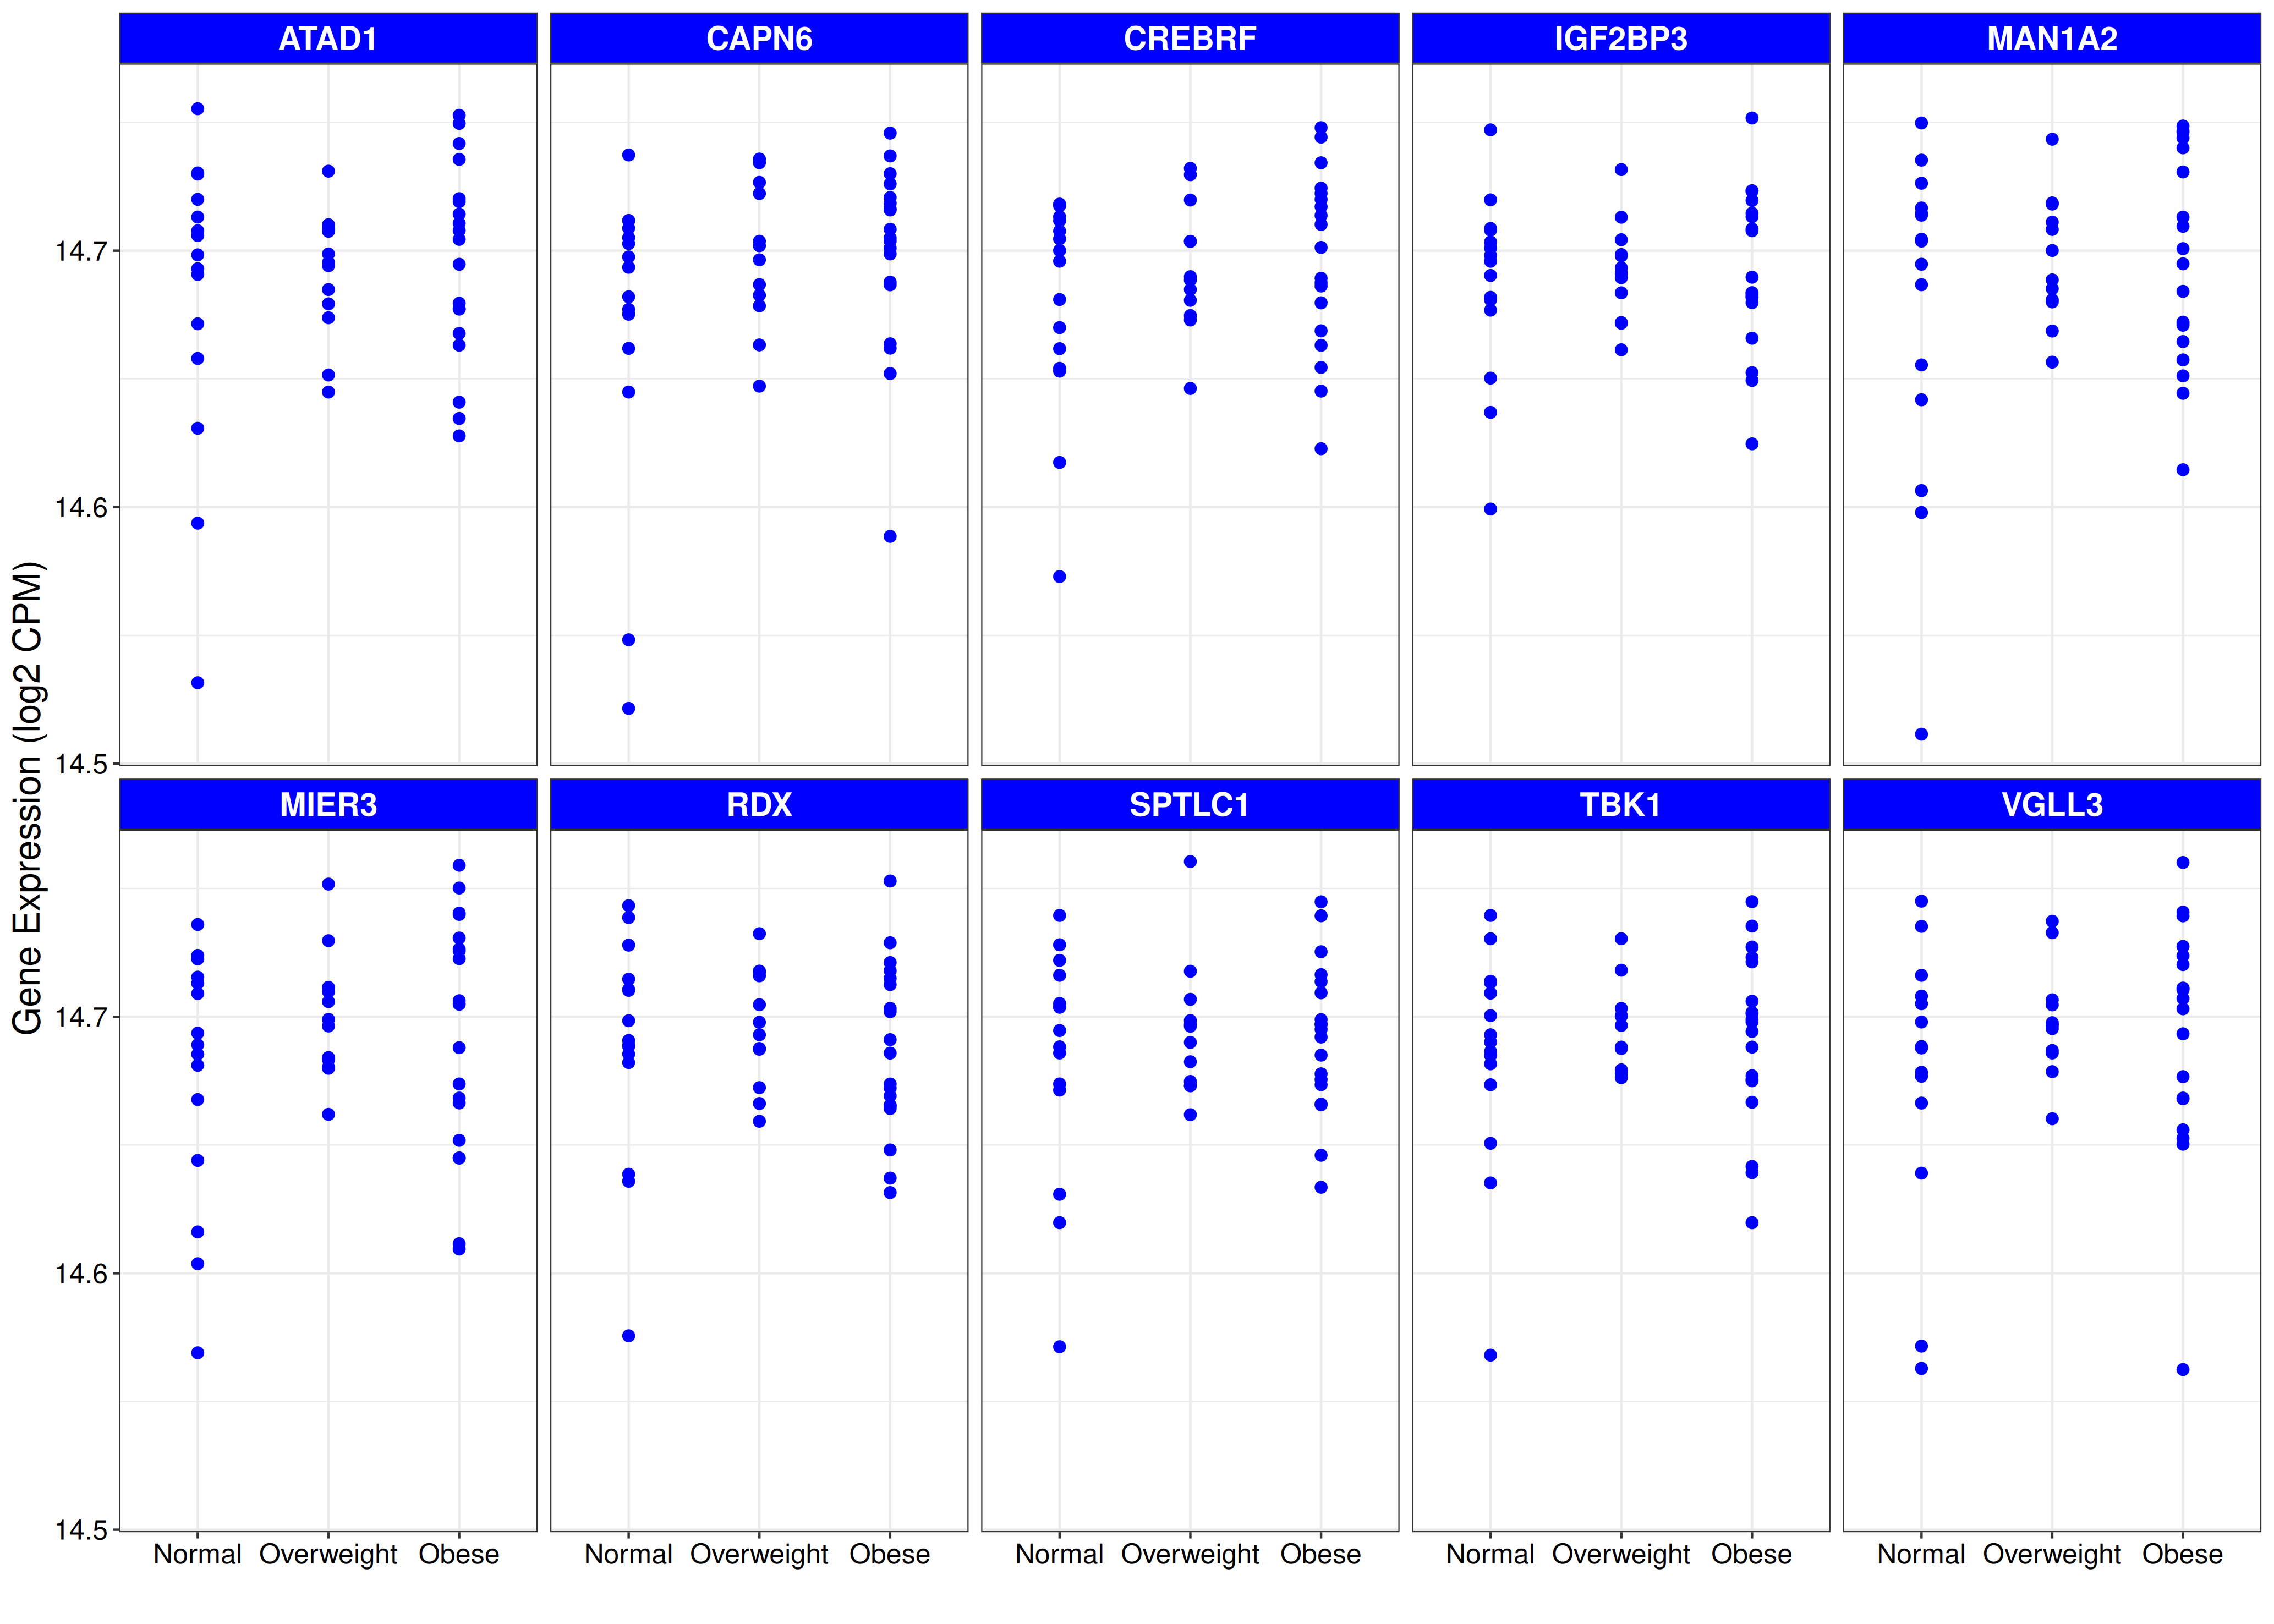 ATAD1 CAPN6 CREBRF IGF2BP3 MAN1A2
14.7
14.6
14.5
Gene Expression (log2 CPM)
MIER3 RDX SPTLC1 TBK1 VGLL3
14.7
14.6
14.5
Normal Overweight Obese Normal Overweight Obese Normal Overweight Obese Normal Overweight Obese Normal Overweight Obese